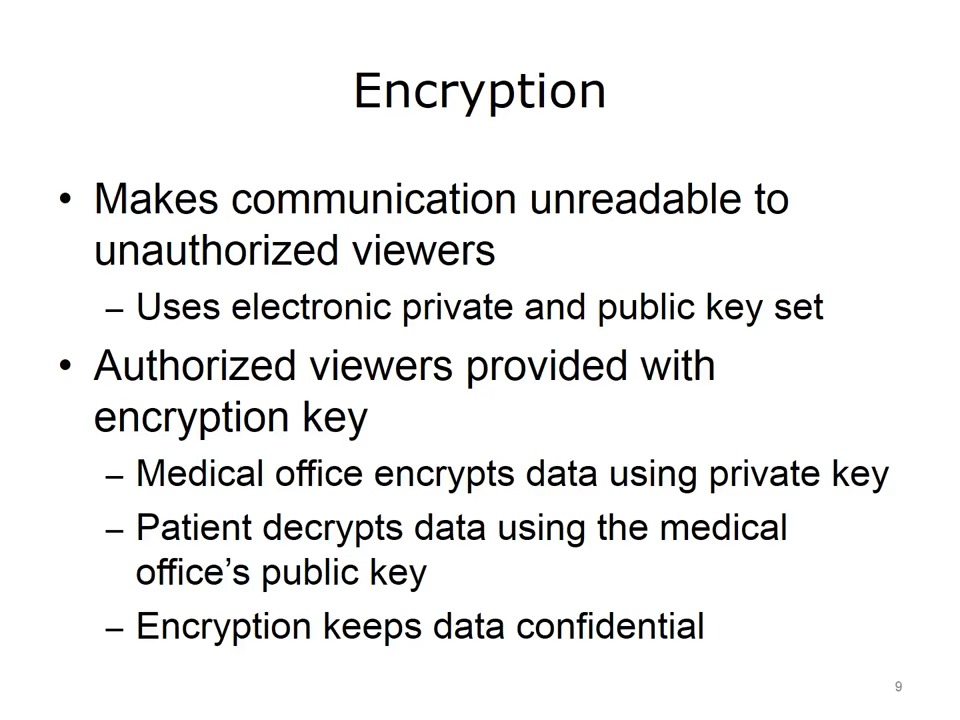 Encryption
• Makes communication unreadable to
unauthorized viewers
– Uses electronic private and public key set
• Authorized viewers provided with
encryption key
– Medical office encrypts data using private key
– Patient decrypts data using the medical
office’s public key
– Encryption keeps data confidential
9